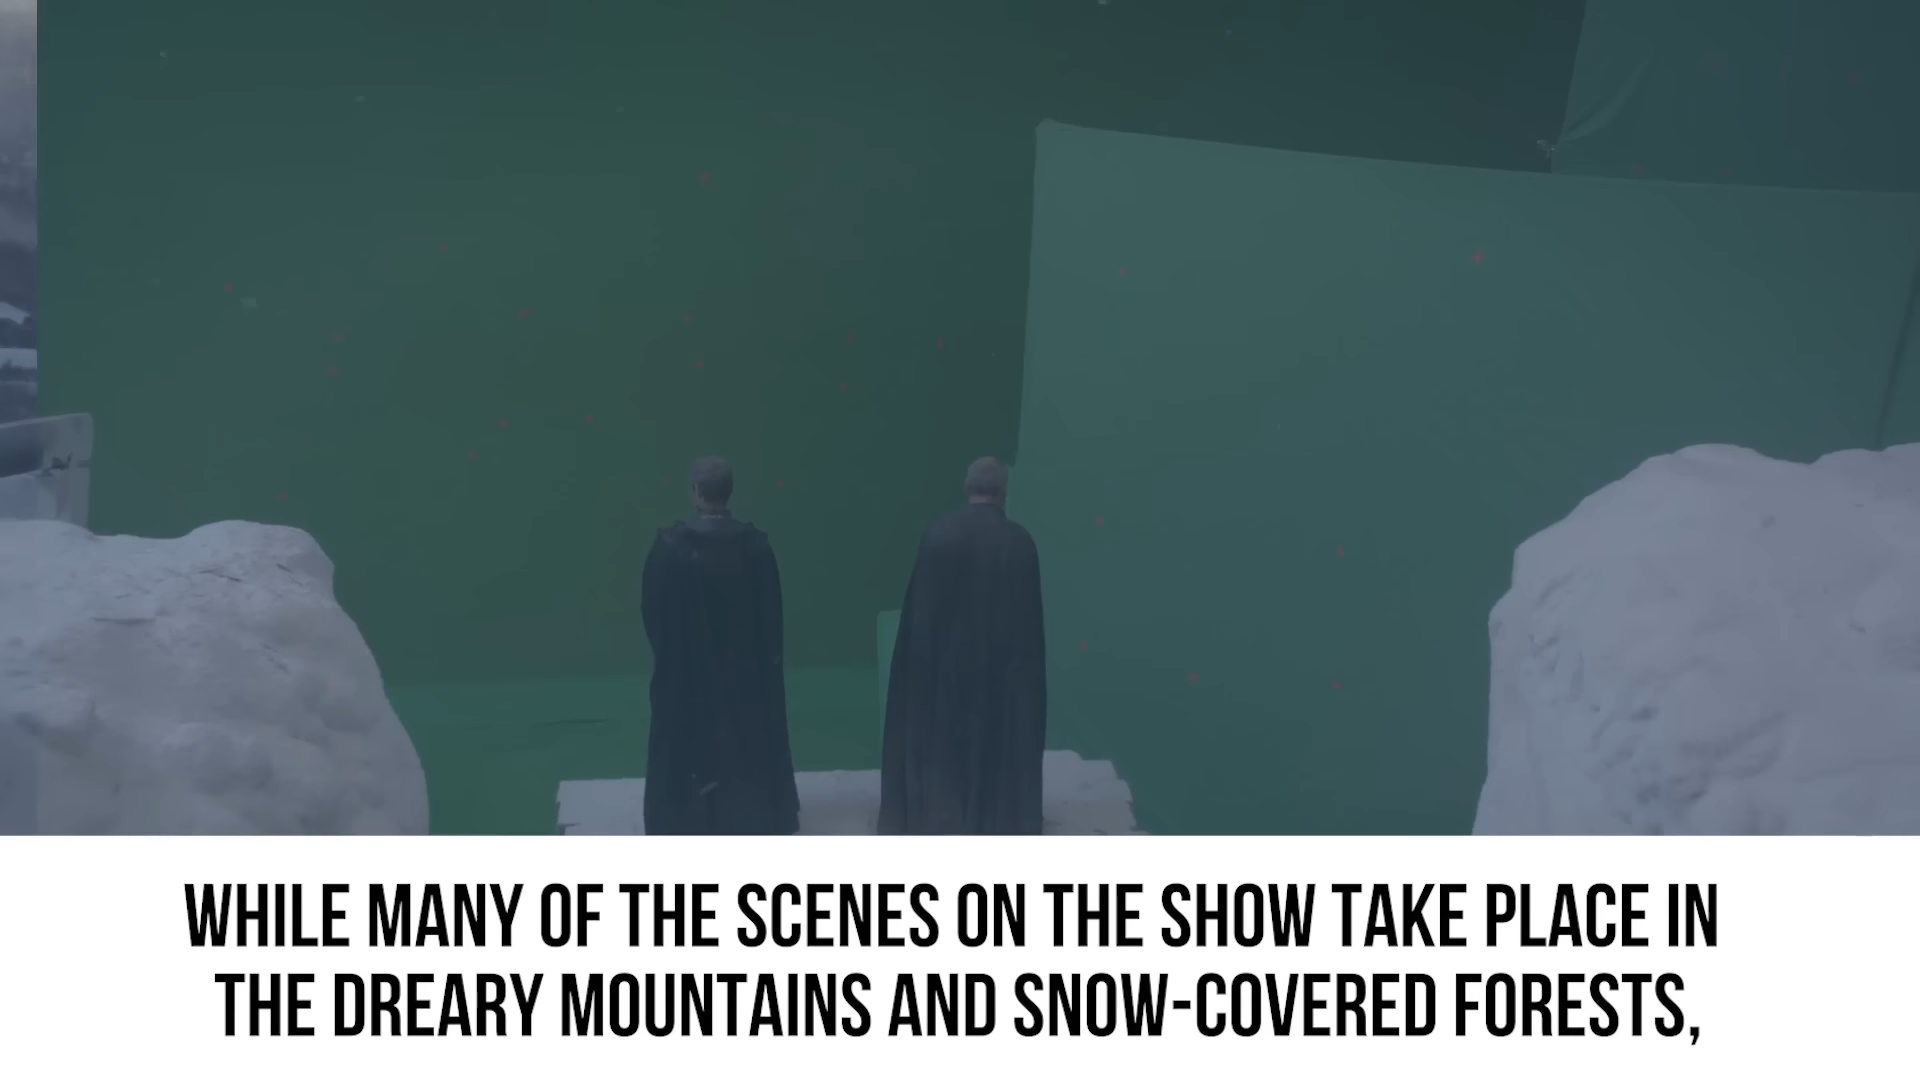 WHILE MANY OF THE SCENES ON THE SHOW TAKE PLACE IN
THE DREARY MOUNTAINS AND SNOW-COVERED FORESTS,